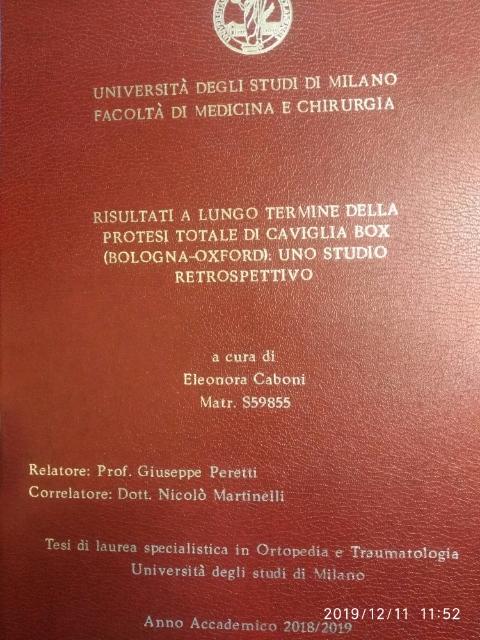 UNIVERSITÀ DEGLI STUDI DI MILANO
FACOLTÀ DI MEDICINA E CHIRURGIA
RISULTATI A LUNGO TERMINE DELLA
PROTESI TOTALE DI CAVIGLIA BOX
(BOLOGNA-OXFORD): UNO STUDIO
RETROSPETTIVO
a cura di
Eleonora Caboni
Matr. S59855
Relatore: Prof. Giuseppe Peretti
Correlatore: Dott. Nicolò Martinelli
Tesi di laurea specialistica in Ortopedia e Traumatologia
Università degli studi di Milano
Anno Accademico 2018/2019
2019/12/11 11:52